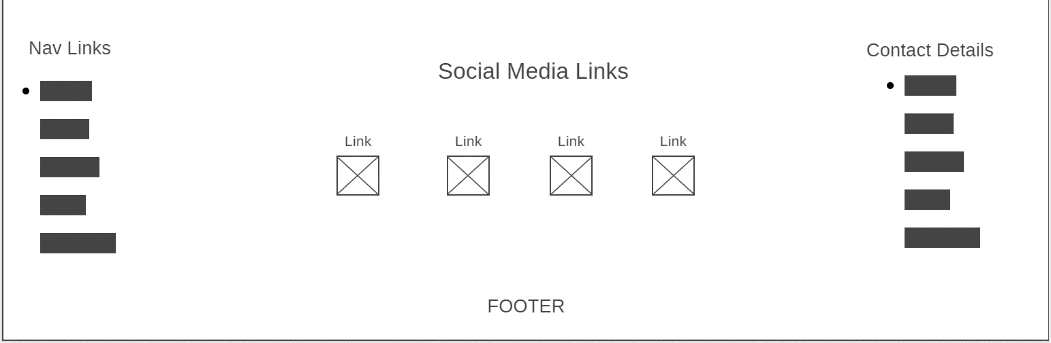 Nav Links
Social Media Links
Link
Link
Link
Link
Contact Details
FOOTER